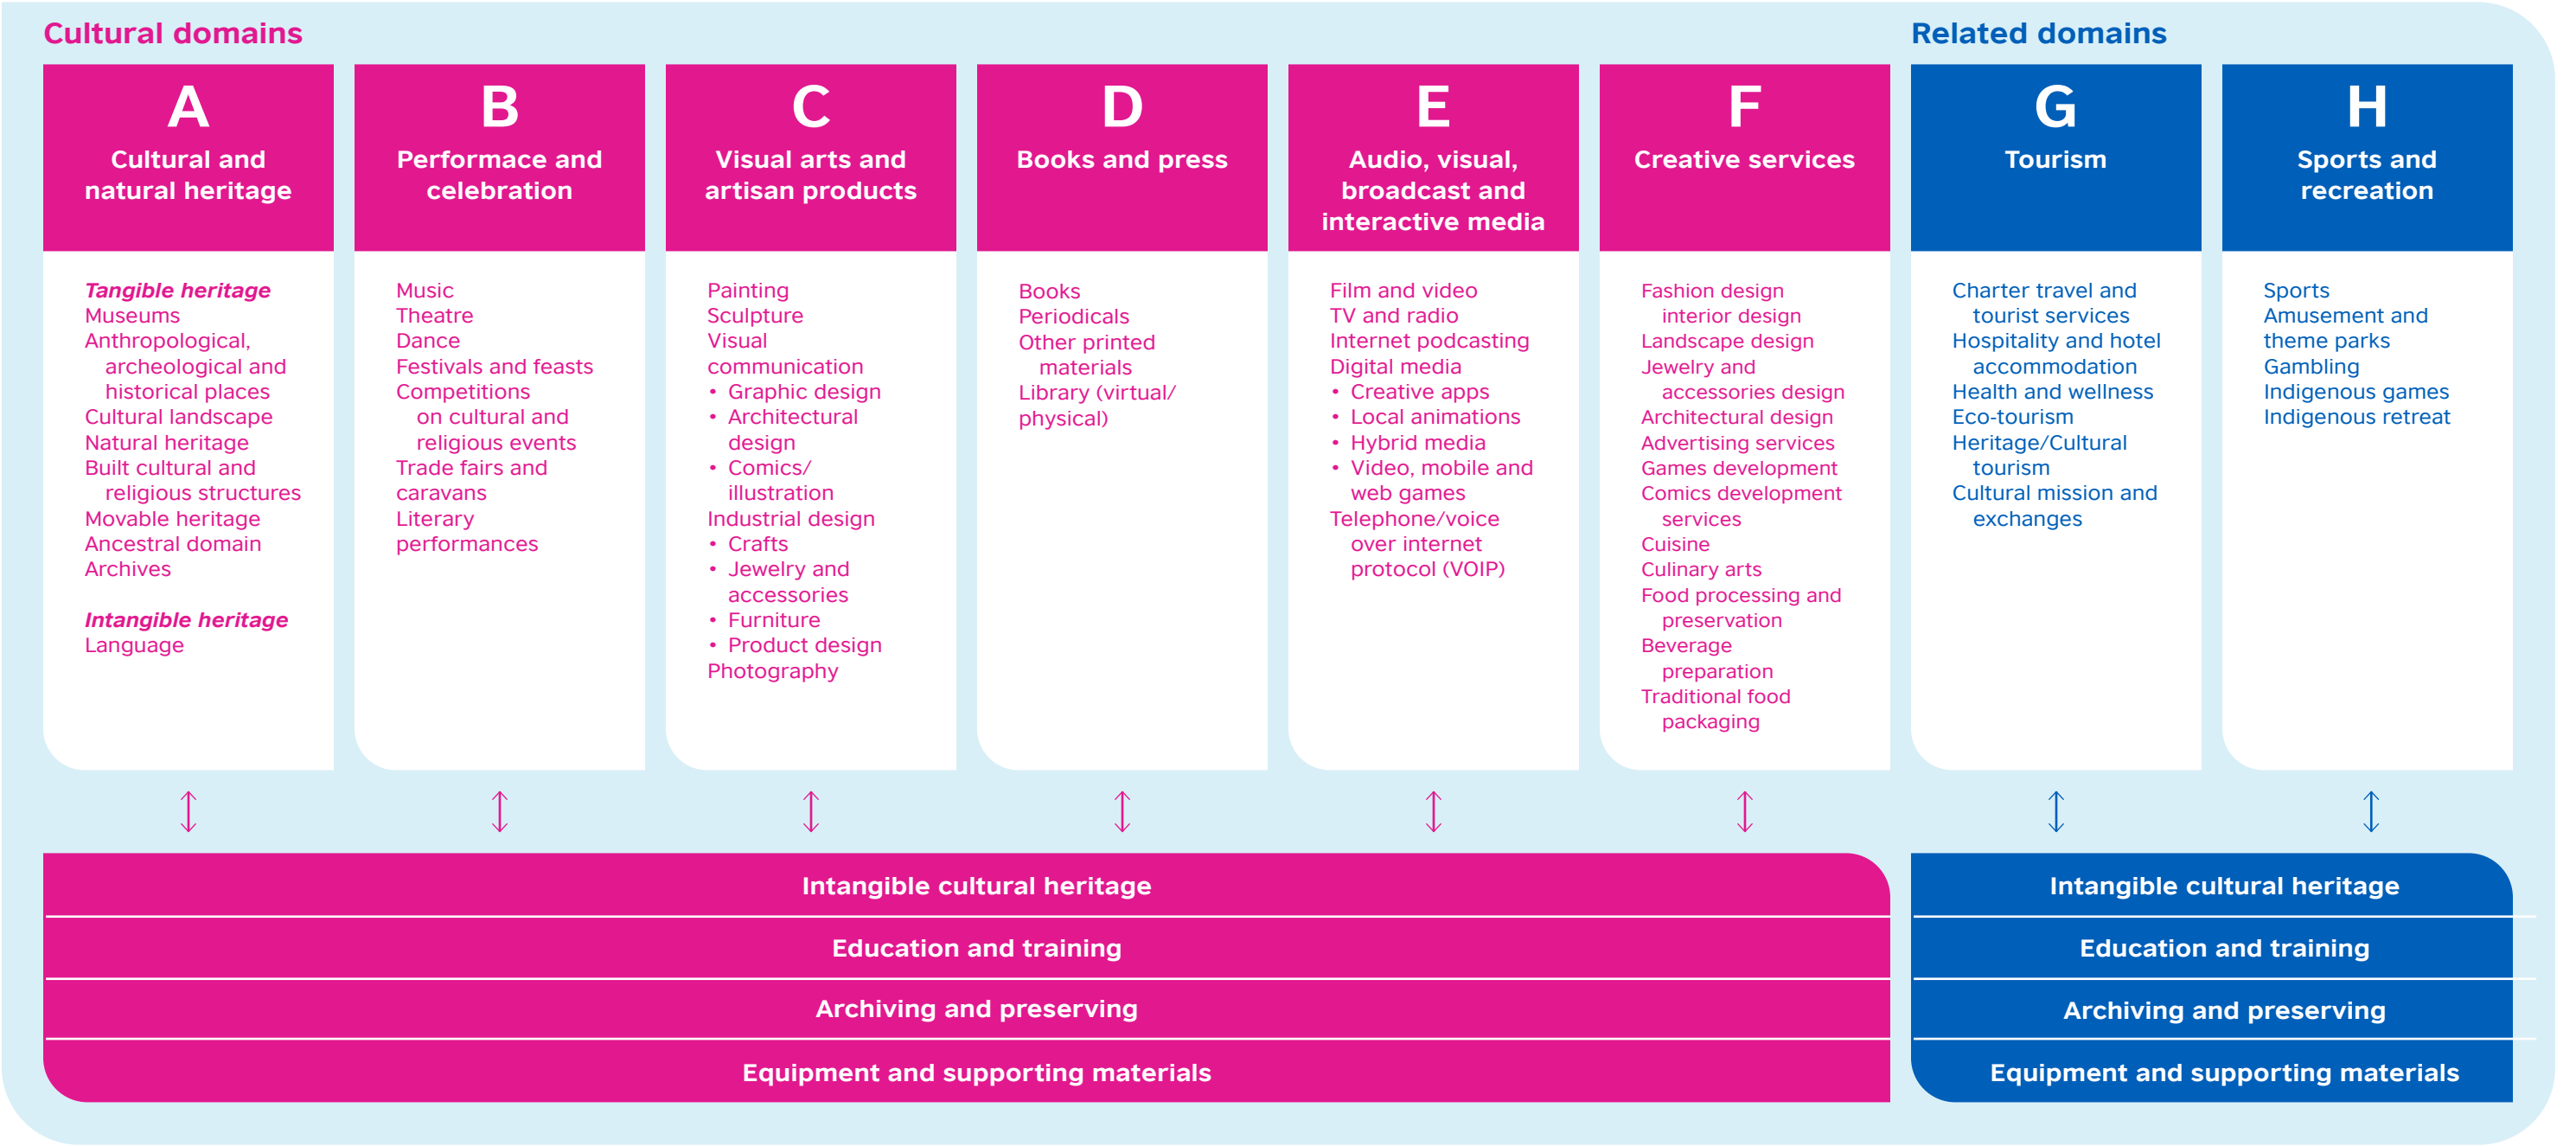 Cultural domains
Related domains
A
Cultural and
natural heritage
Tangible heritage
Museums
Anthropological,
archeological and
historical places
Cultural landscape
Natural heritage
Built cultural and
religious structures
Movable heritage
Ancestral domain
Archives
Intangible heritage
Language
B
Performace and
celebration
Music
Theatre
Dance
Festivals and feasts
Competitions
on cultural and
religious events
Trade fairs and
caravans
Literary
performances
C
Visual arts and
artisan products
Painting
Sculpture
Visual
communication
• Graphic design
• Architectural
design
• Comics/
illustration
Industrial design
• Crafts
• Jewelry and
accessories
• Furniture
• Product design
Photography
D
Books and press
Books
Periodicals
Other printed
materials
Library (virtual/
physical)
E
Audio, visual,
broadcast and
interactive media
Film and video
TV and radio
Internet podcasting
Digital media
• Creative apps
• Local animations
• Hybrid media
• Video, mobile and
web games
Telephone/voice
over internet
protocol (VOIP)
F
Creative services
Fashion design
interior design
Landscape design
Jewelry and
accessories design
Architectural design
Advertising services
Games development
Comics development
services
Cuisine
Culinary arts
Food processing and
preservation
Beverage
preparation
Traditional food
packaging
G
Tourism
Charter travel and
tourist services
Hospitality and hotel
accommodation
Health and wellness
Eco-tourism
Heritage/Cultural
tourism
Cultural mission and
exchanges
H
Sports and
recreation
Sports
Amusement and
theme parks
Gambling
Indigenous games
Indigenous retreat
Intangible cultural heritage
Education and training
Archiving and preserving
Equipment and supporting materials
Intangible cultural heritage
Education and training
Archiving and preserving
Equipment and supporting materials